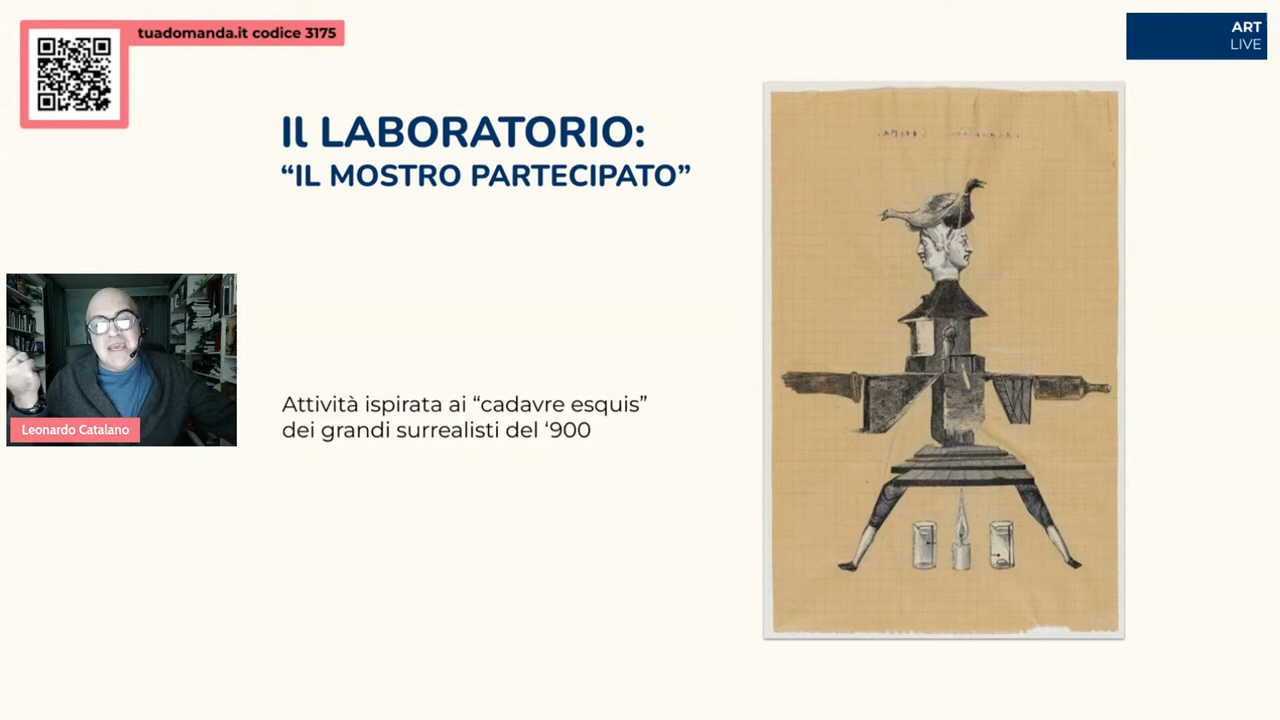 tuadomanda.it codice 3175
ART
LIVE
Il LABORATORIO:
“IL MOSTRO PARTECIPATO”
Leonardo Catalano
Attività ispirata ai “cadavre esquis”
dei grandi surrealisti del ‘900